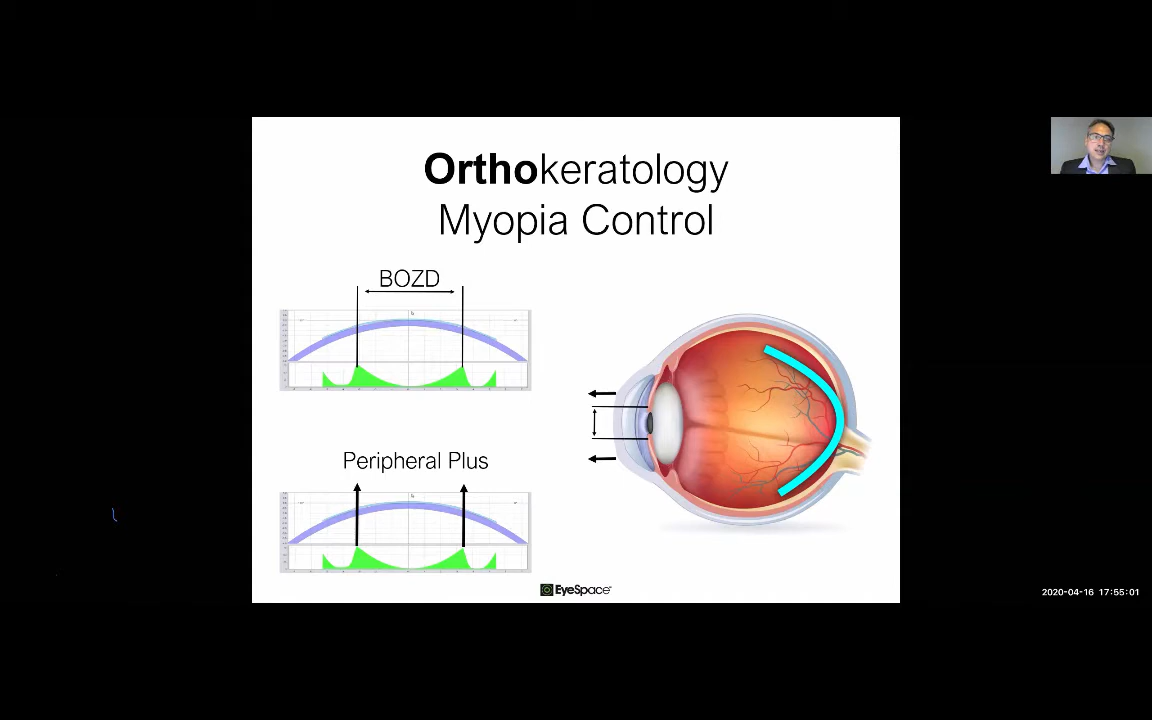 Orthokeratology
Myopia Control
BOZD
Peripheral Plus
EyeSpace
2020-04-16 17:55:01